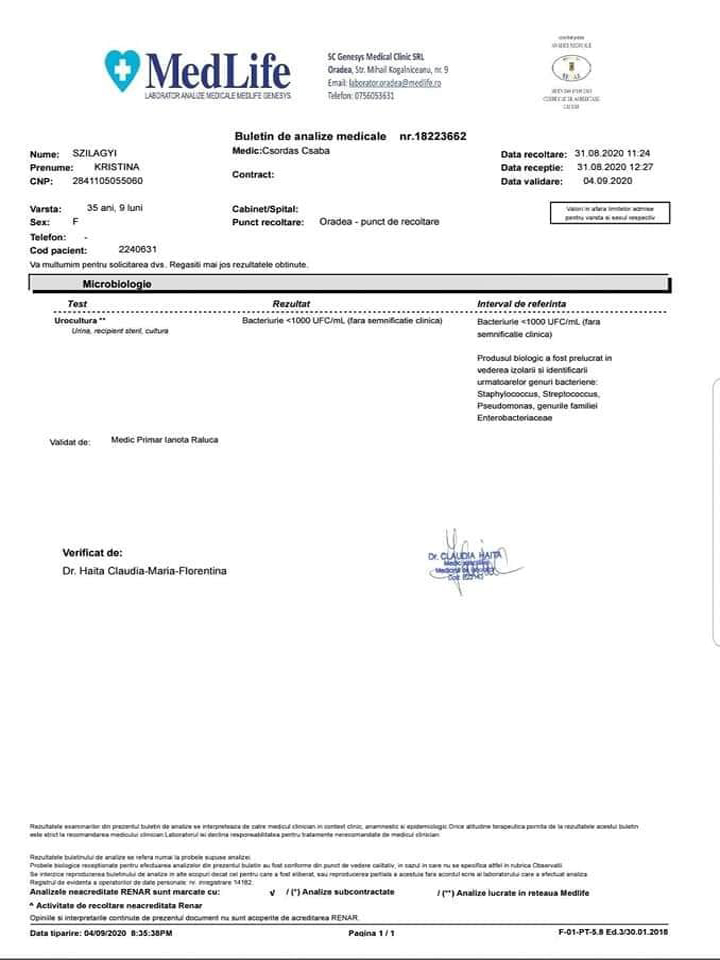 MedLife
LABORATOR ANALIZE MEDICALE MEDLIFE GENESYS
SC Genesys Medical Clinic SRL
Oradea, Str. Mihail Kogalniceanu, nr. 9
Email: laborator.oradea@medlife.ro
Telefon: 0756053631
Buletin de analize medicale nr.18223662
Nume: SZILAGYI
Prenume: KRISTINA
CNP: 2841105055060
Medic:Csordas Csaba
Contract:
Data recoltare: 31.08.2020 11:24
Data receptie: 31.08.2020 12:27
Data validare: 04.09.2020
Varsta: 35 ani, 9 luni
Sex: F
Telefon: -
Cod pacient: 2240631
Cabinet/Spital:
Punct recoltare: Oradea - punct de recoltare
Valori in afara limitelor admise
pentru varsta si sexul respectiv
Va multumim pentru solicitarea dvs. Regasiti mai jos rezultatele obtinute.
Microbiologie
Test Rezultat Interval de referinta
Urocultura ** Bacteriurie <1000 UFC/mL (fara semnificatie clinica) Bacteriurie <1000 UFC/mL (fara
Urina, recipient steril, cultura semnificatie clinica)
Produsul biologic a fost prelucrat in
vederea izolarii si identificarii
urmatoarelor genuri bacteriene:
Staphylococcus, Streptococcus,
Pseudomonas, genurile familiei
Enterobacteriaceae
Validat de: Medic Primar Ianota Raluca
Verificat de:
Dr. Haita Claudia-Maria-Florentina
Dr. CLAUDIA HAITA
Rezultatele examinarilor din prezentul buletin de analize se interpreteaza de catre medicul clinician in context clinic, anamnestic si epidemiologic.Orice atitudine terapeutica pornita de la rezultatele acestui buletin
este strict la recomandarea medicului clinician.Laboratorul isi declina responsabilitatea pentru tratamente nerecomandate de medicul clinician.
Rezultatele buletinului de analize se refera numai la probele supuse analizei.
Probele biologice receptionate pentru efectuarea analizelor din prezentul buletin au fost conforme din punct de vedere calitativ, in cazul in care nu se specifica altfel in rubrica Observatii.
Se interzice reproducerea buletinului de analize in alte scopuri decat cel pentru care a fost eliberat, sau reproducerea partiala a acestuia fara acordul scris al laboratorului care a efectuat analiza.
Registrul de evidenta a operatorilor de date personale: nr. inregistrare 14162.
Analizele neacreditate RENAR sunt marcate cu: √ / (*) Analize subcontractate / (**) Analize lucrate in reteaua Medlife
^ Activitate de recoltare neacreditata Renar
Opiniile si interpretarile continute de prezentul document nu sunt acoperite de acreditarea RENAR.
Data tiparire: 04/09/2020 8:35:38PM Pagina 1 / 1 F-01-PT-5.8 Ed.3/30.01.2018